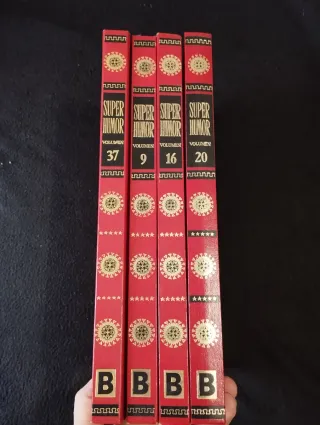 SUPER
HUMOR
VOLUMEN
37
B
SUPER
HUMOR
VOLUMEN
9
B
SUPER
HUMOR
VOLUMEN
16
B
SUPER
HUMOR
VOLUMEN
20
B